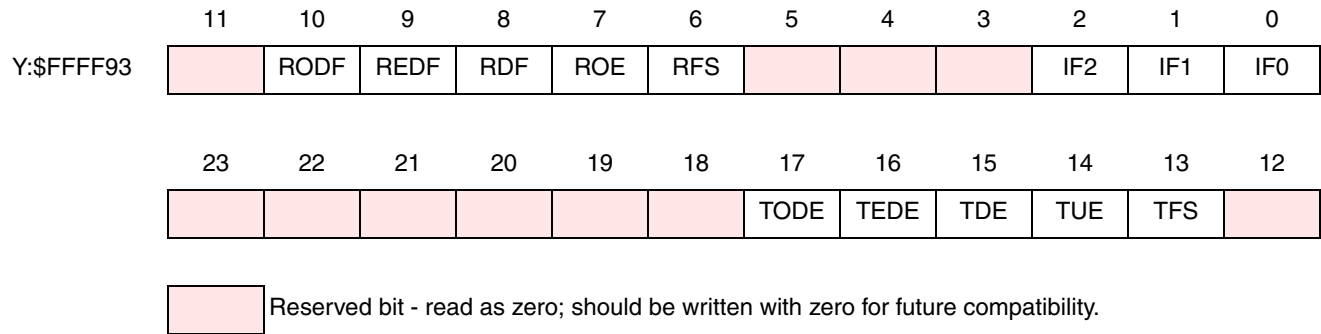 11 10 9 8 7 6 5 4 3 2 1 0
Y:$FFFF93 RODF REDF RDF ROE RFS IF2 IF1 IF0
23 22 21 20 19 18 17 16 15 14 13 12
TODE TEDE TDE TUE TFS
Reserved bit - read as zero; should be written with zero for future compatibility.